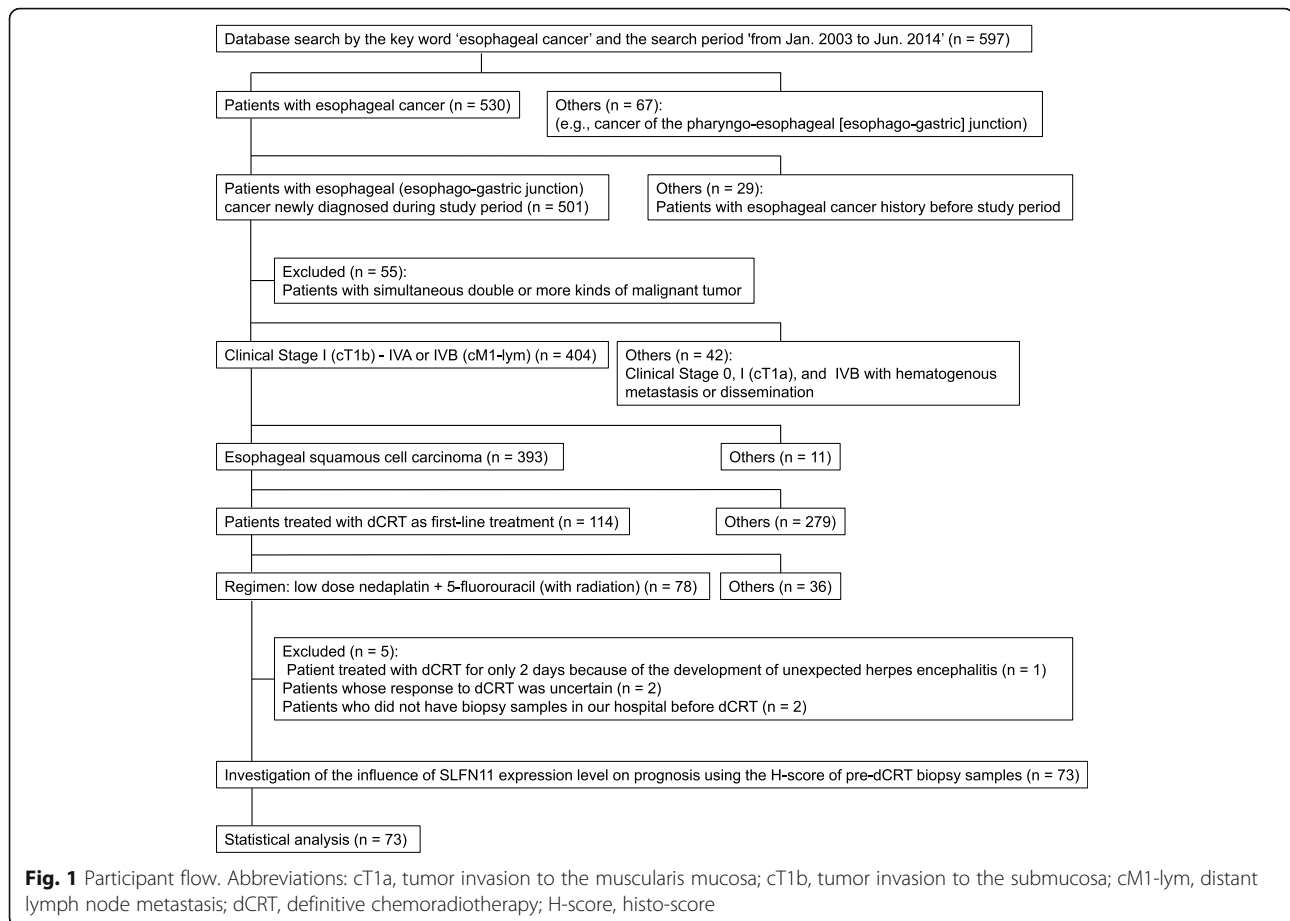 Database search by the key word ‘esophageal cancer’ and the search period 'from Jan. 2003 to Jun. 2014’ (n = 597)
Patients with esophageal cancer (n = 530)
Others (n = 67):
(e.g., cancer of the pharyngo-esophageal [esophago-gastric] junction)
Patients with esophageal (esophago-gastric junction)
cancer newly diagnosed during study period (n = 501)
Others (n = 29):
Patients with esophageal cancer history before study period
Excluded (n = 55):
Patients with simultaneous double or more kinds of malignant tumor
Clinical Stage I (cT1b) - IVA or IVB (cM1-lym) (n = 404)
Others (n = 42):
Clinical Stage 0, I (cT1a), and IVB with hematogenous
metastasis or dissemination
Esophageal squamous cell carcinoma (n = 393)
Others (n = 11)
Patients treated with dCRT as first-line treatment (n = 114)
Others (n = 279)
Regimen: low dose nedaplatin + 5-fluorouracil (with radiation) (n = 78)
Others (n = 36)
Excluded (n = 5):
Patient treated with dCRT for only 2 days because of the development of unexpected herpes encephalitis (n = 1)
Patients whose response to dCRT was uncertain (n = 2)
Patients who did not have biopsy samples in our hospital before dCRT (n = 2)
Investigation of the influence of SLFN11 expression level on prognosis using the H-score of pre-dCRT biopsy samples (n = 73)
Statistical analysis (n = 73)
Fig. 1 Participant flow. Abbreviations: cT1a, tumor invasion to the muscularis mucosa; cT1b, tumor invasion to the submucosa; cM1-lym, distant
lymph node metastasis; dCRT, definitive chemoradiotherapy; H-score, histo-score